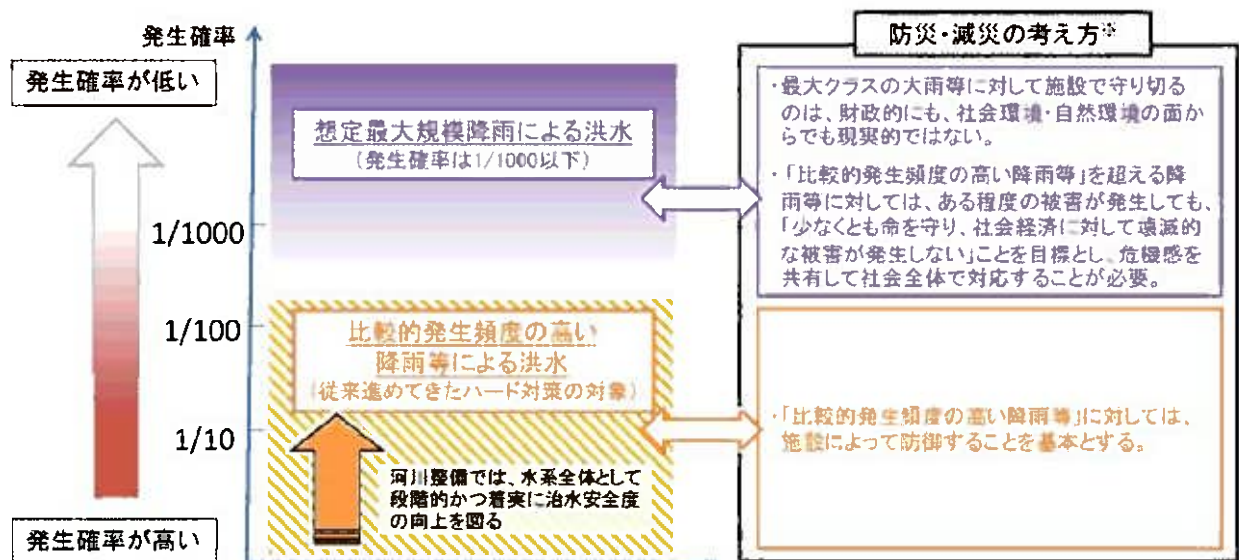 発生確率
発生確率が低い
1/1000
1/100
1/10
発生確率が高い
想定最大規模降雨による洪水
(発生確率は1/1000以下)
比較的発生頻度の高い
降雨等による洪水
(従来進めてきたハード対策の対象)
河川整備では、水系全体として
段階的かつ着実に治水安全度
の向上を図る
防災・減災の考え方※
・最大クラスの大雨等に対して施設で守り切る
のは、財政的にも、社会環境・自然環境の面か
らでも現実的ではない。
・「比較的発生頻度の高い降雨等」を超える降
雨等に対しては、ある程度の被害が発生しても、
「少なくとも命を守り、社会経済に対して壊滅的
な被害が発生しない」ことを目標とし、危機感を
共有して社会全体で対応することが必要。
・「比較的発生頻度の高い降雨等」に対しては、
施設によって防御することを基本とする。